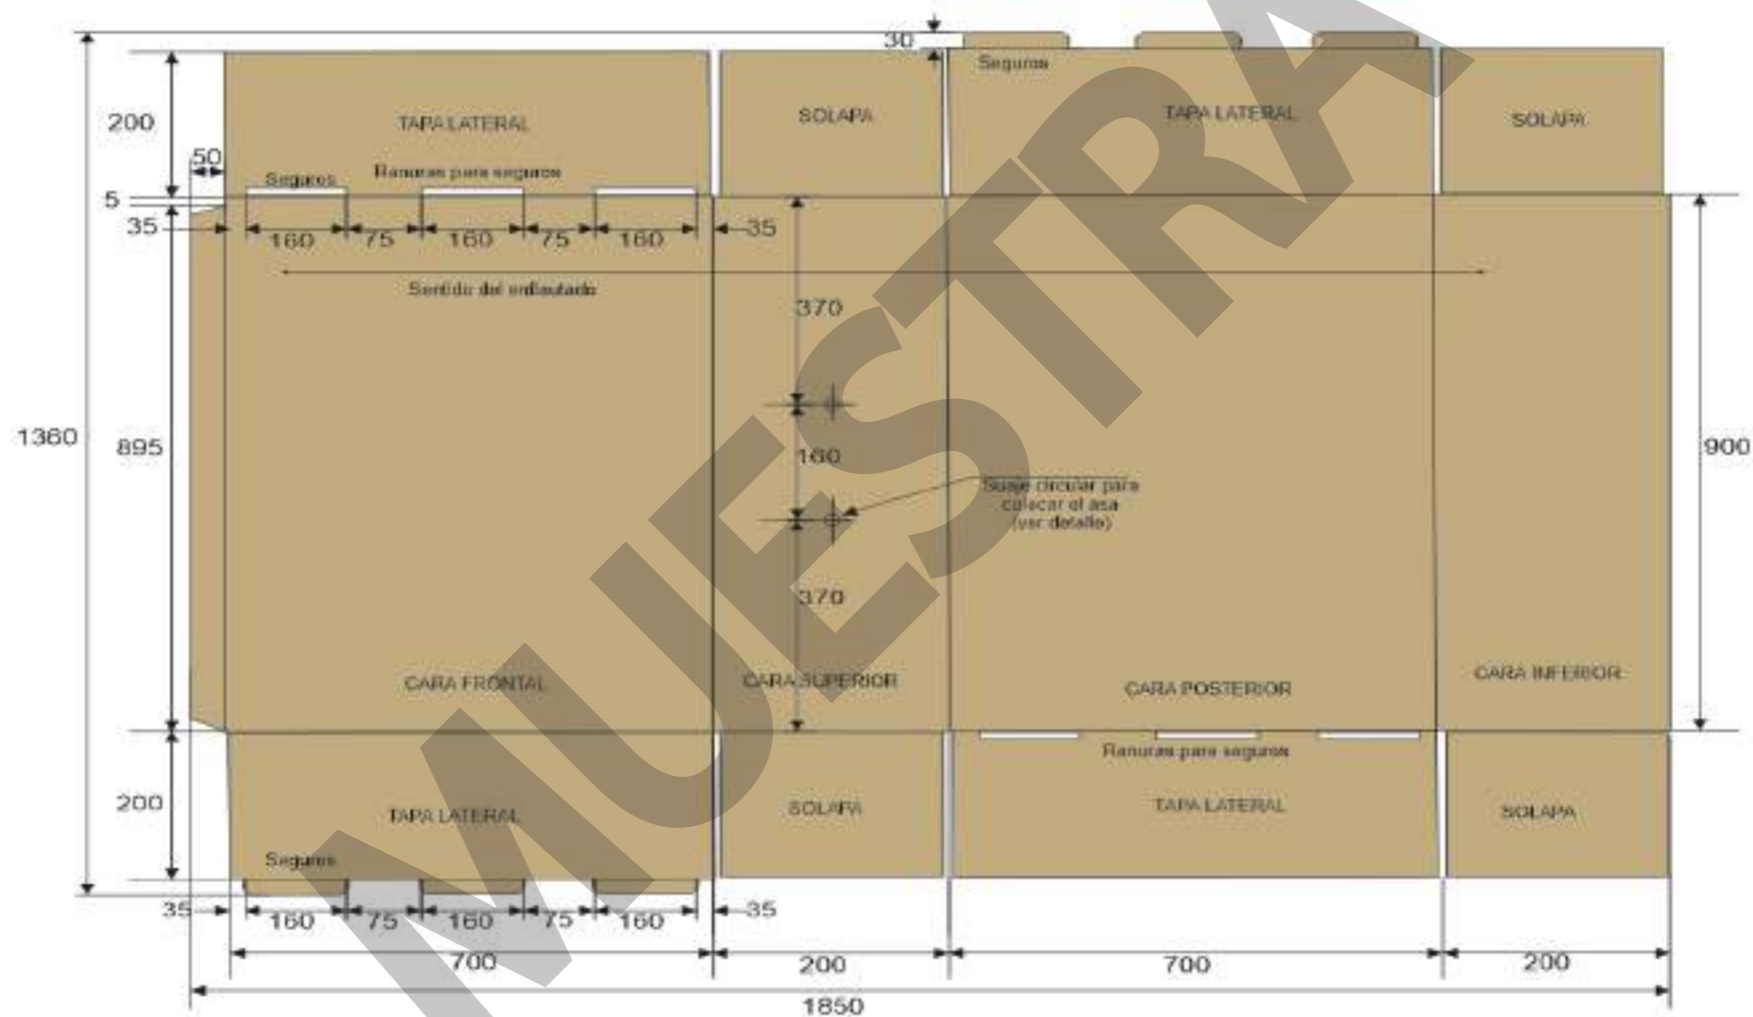 30
Seguros
200
TAPA LATERAL
SOLAPA
TAPA LATERAL
SOLAPA
50
Seguros
Ranuras para seguros
5
35
160
75
160
75
160
35
Sentido del enflautado
370
1360
895
160
900
Suaje circular para
colocar el asa
(ver detalle)
370
CARA FRONTAL
CARA SUPERIOR
CARA POSTERIOR
CARA INFERIOR
Ranuras para seguros
200
TAPA LATERAL
SOLAPA
TAPA LATERAL
SOLAPA
Seguros
35
160
75
160
75
160
35
700
200
700
200
1850
MUESTRA